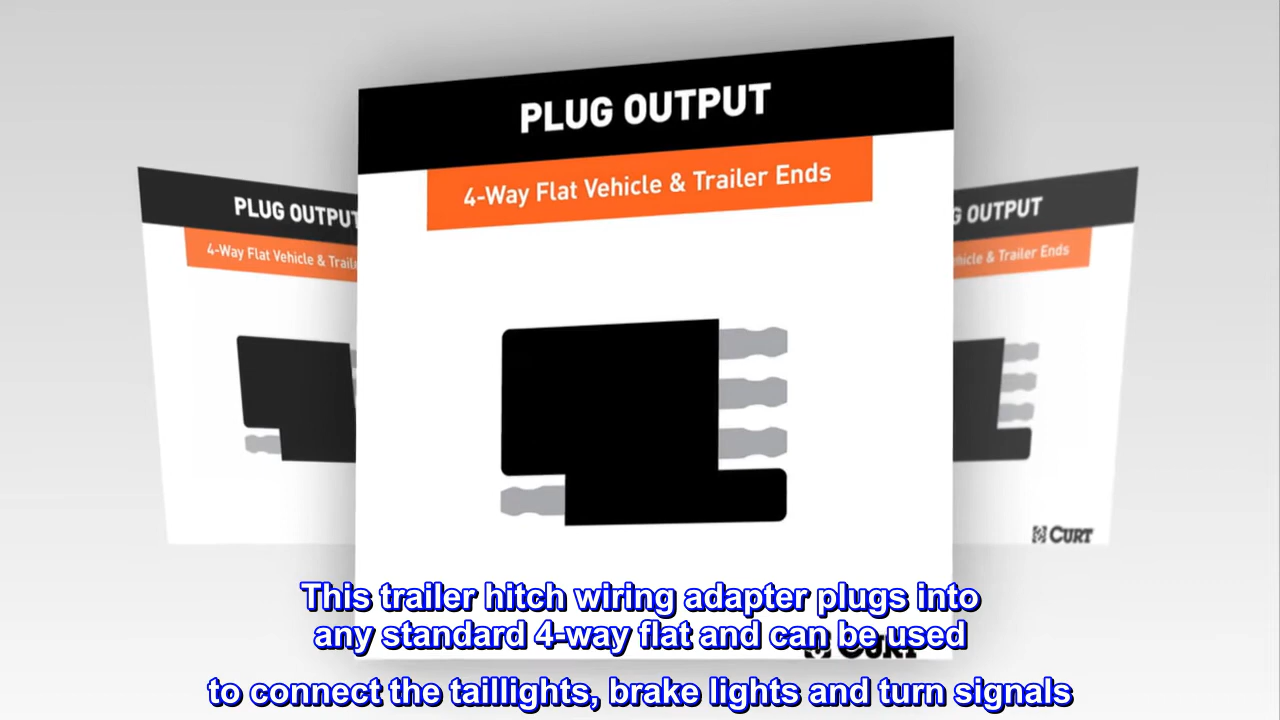 PLUG OUTPUT
4-Way Flat Vehicle & Trailer Ends
PLUG OUTPUT
4-Way Flat Vehicle &
OUTPUT
& Trailer Ends
CURT
CURT
This trailer hitch wiring adapter plugs into
any standard 4-way flat and can be used
to connect the taillights, brake lights and turn signals